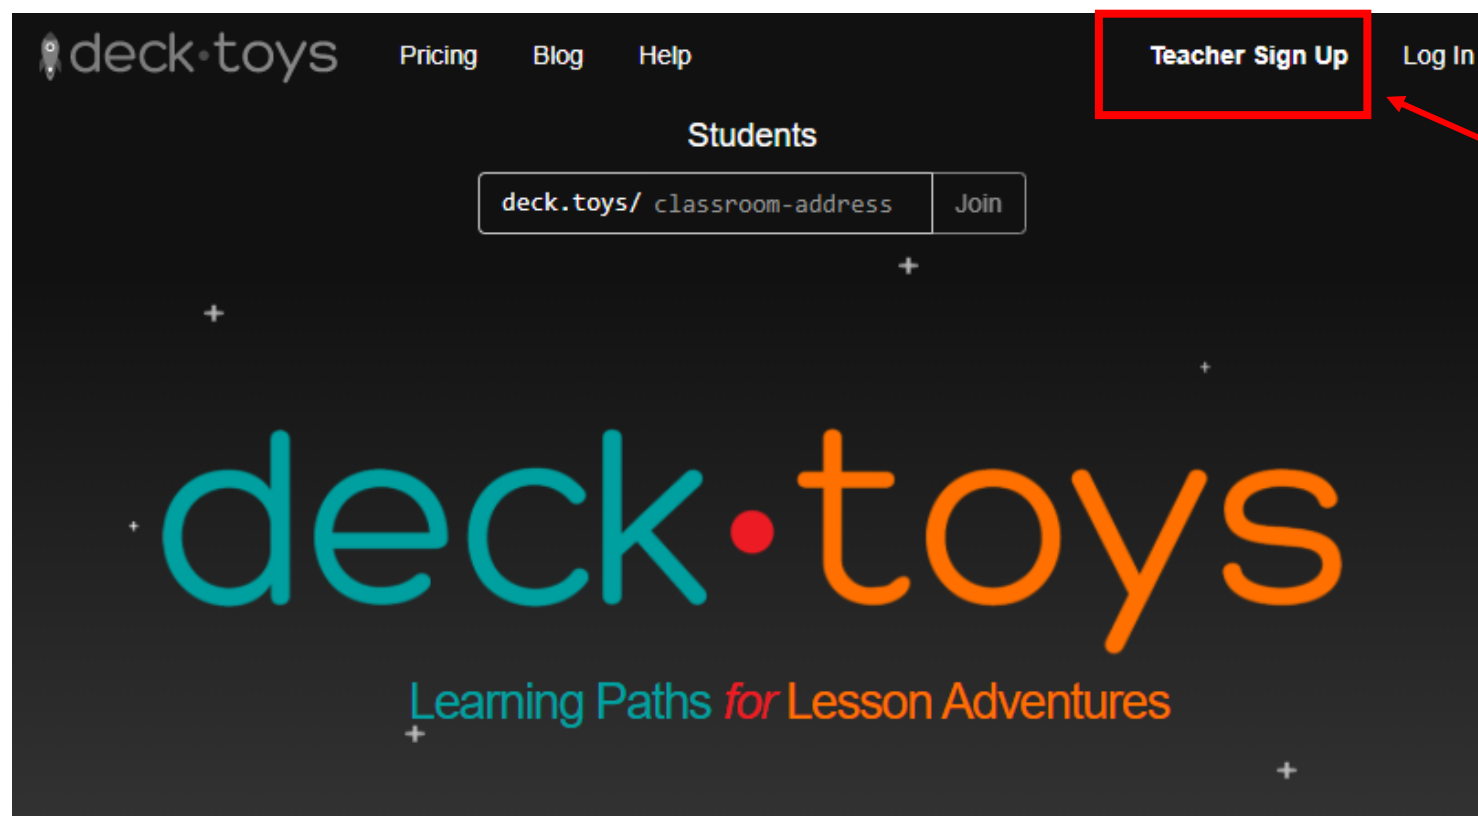 deck·toys Pricing Blog Help Teacher Sign Up Log In
Students
deck.toys/ classroom-address Join
deck·toys
Learning Paths for Lesson Adventures